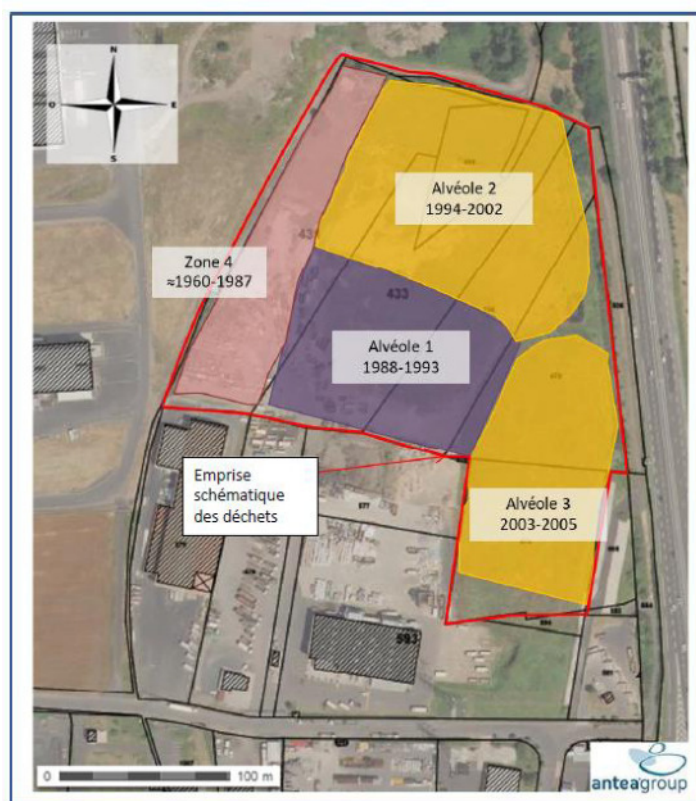 N
O
E
S
Alvéole 2
1994-2002
Zone 4
≈1960-1987
433
Alvéole 1
1988-1993
Emprise
schématique
des déchets
577
Alvéole 3
2003-2005
593
0
100 m
anteagroup